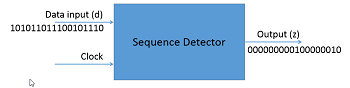 Data input (d)
101011011100101110
Clock
Sequence Detector
Output (z)
000000000100000010